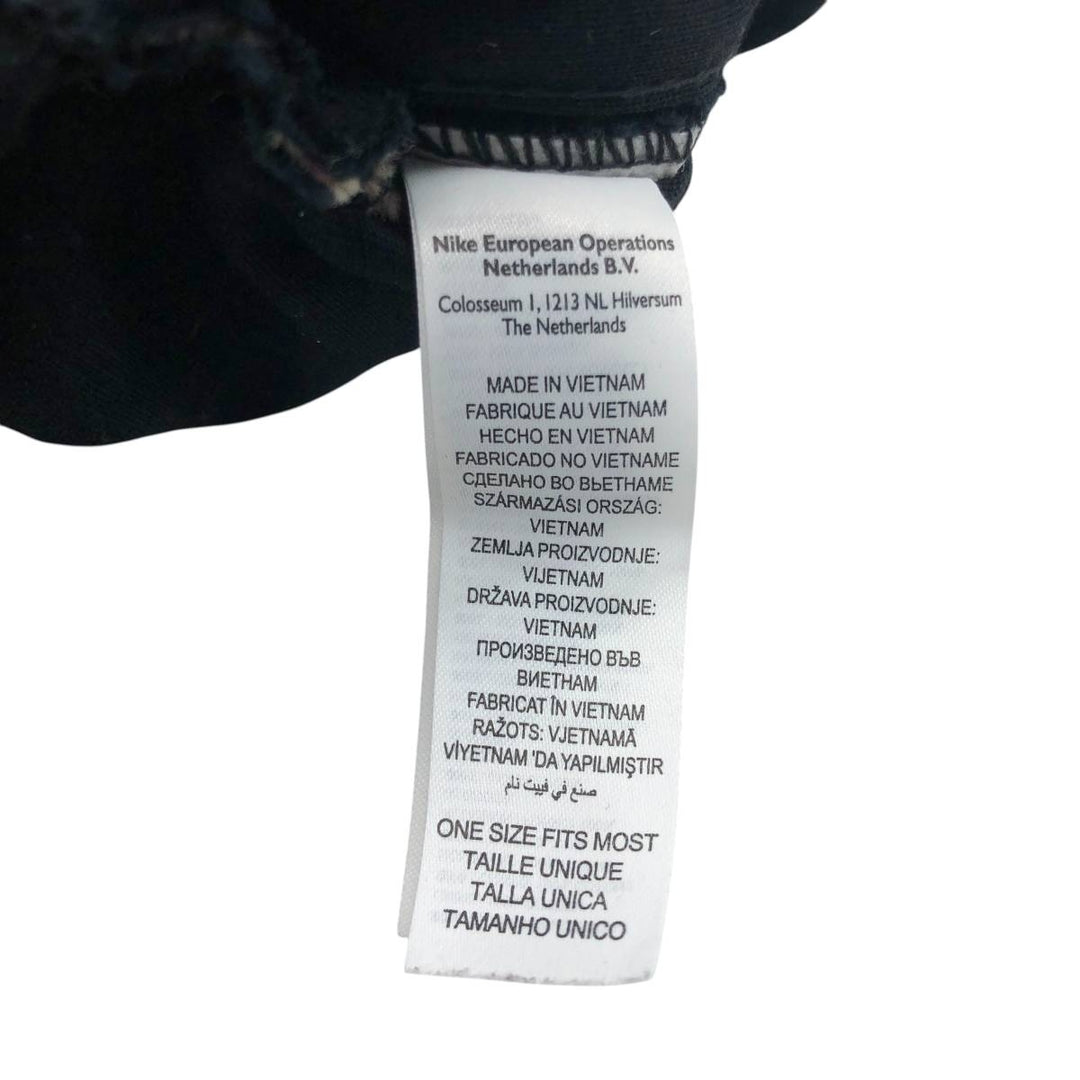 Nike European Operations
Netherlands B.V.
Colosseum 1, 1213 NL Hilversum
The Netherlands
MADE IN VIETNAM
FABRIQUE AU VIETNAM
HECHO EN VIETNAM
FABRICADO NO VIETNAME
СДЕЛАНО ВО ВЬЕТНАМЕ
SZÁRMAZÁSI ORSZÁG:
VIETNAM
ZEMLJA PROIZVODNJE:
VIJETNAM
DRŽAVA PROIZVODNJE:
VIETNAM
ПРОИЗВЕДЕНО ВЪВ
ВИЕТНАМ
FABRICAT ÎN VIETNAM
RAŽOTS: VJETNAMĀ
VİYETNAM 'DA YAPILMIŞTIR
صنع في فييت نام
ONE SIZE FITS MOST
TAILLE UNIQUE
TALLA UNICA
TAMANHO UNICO